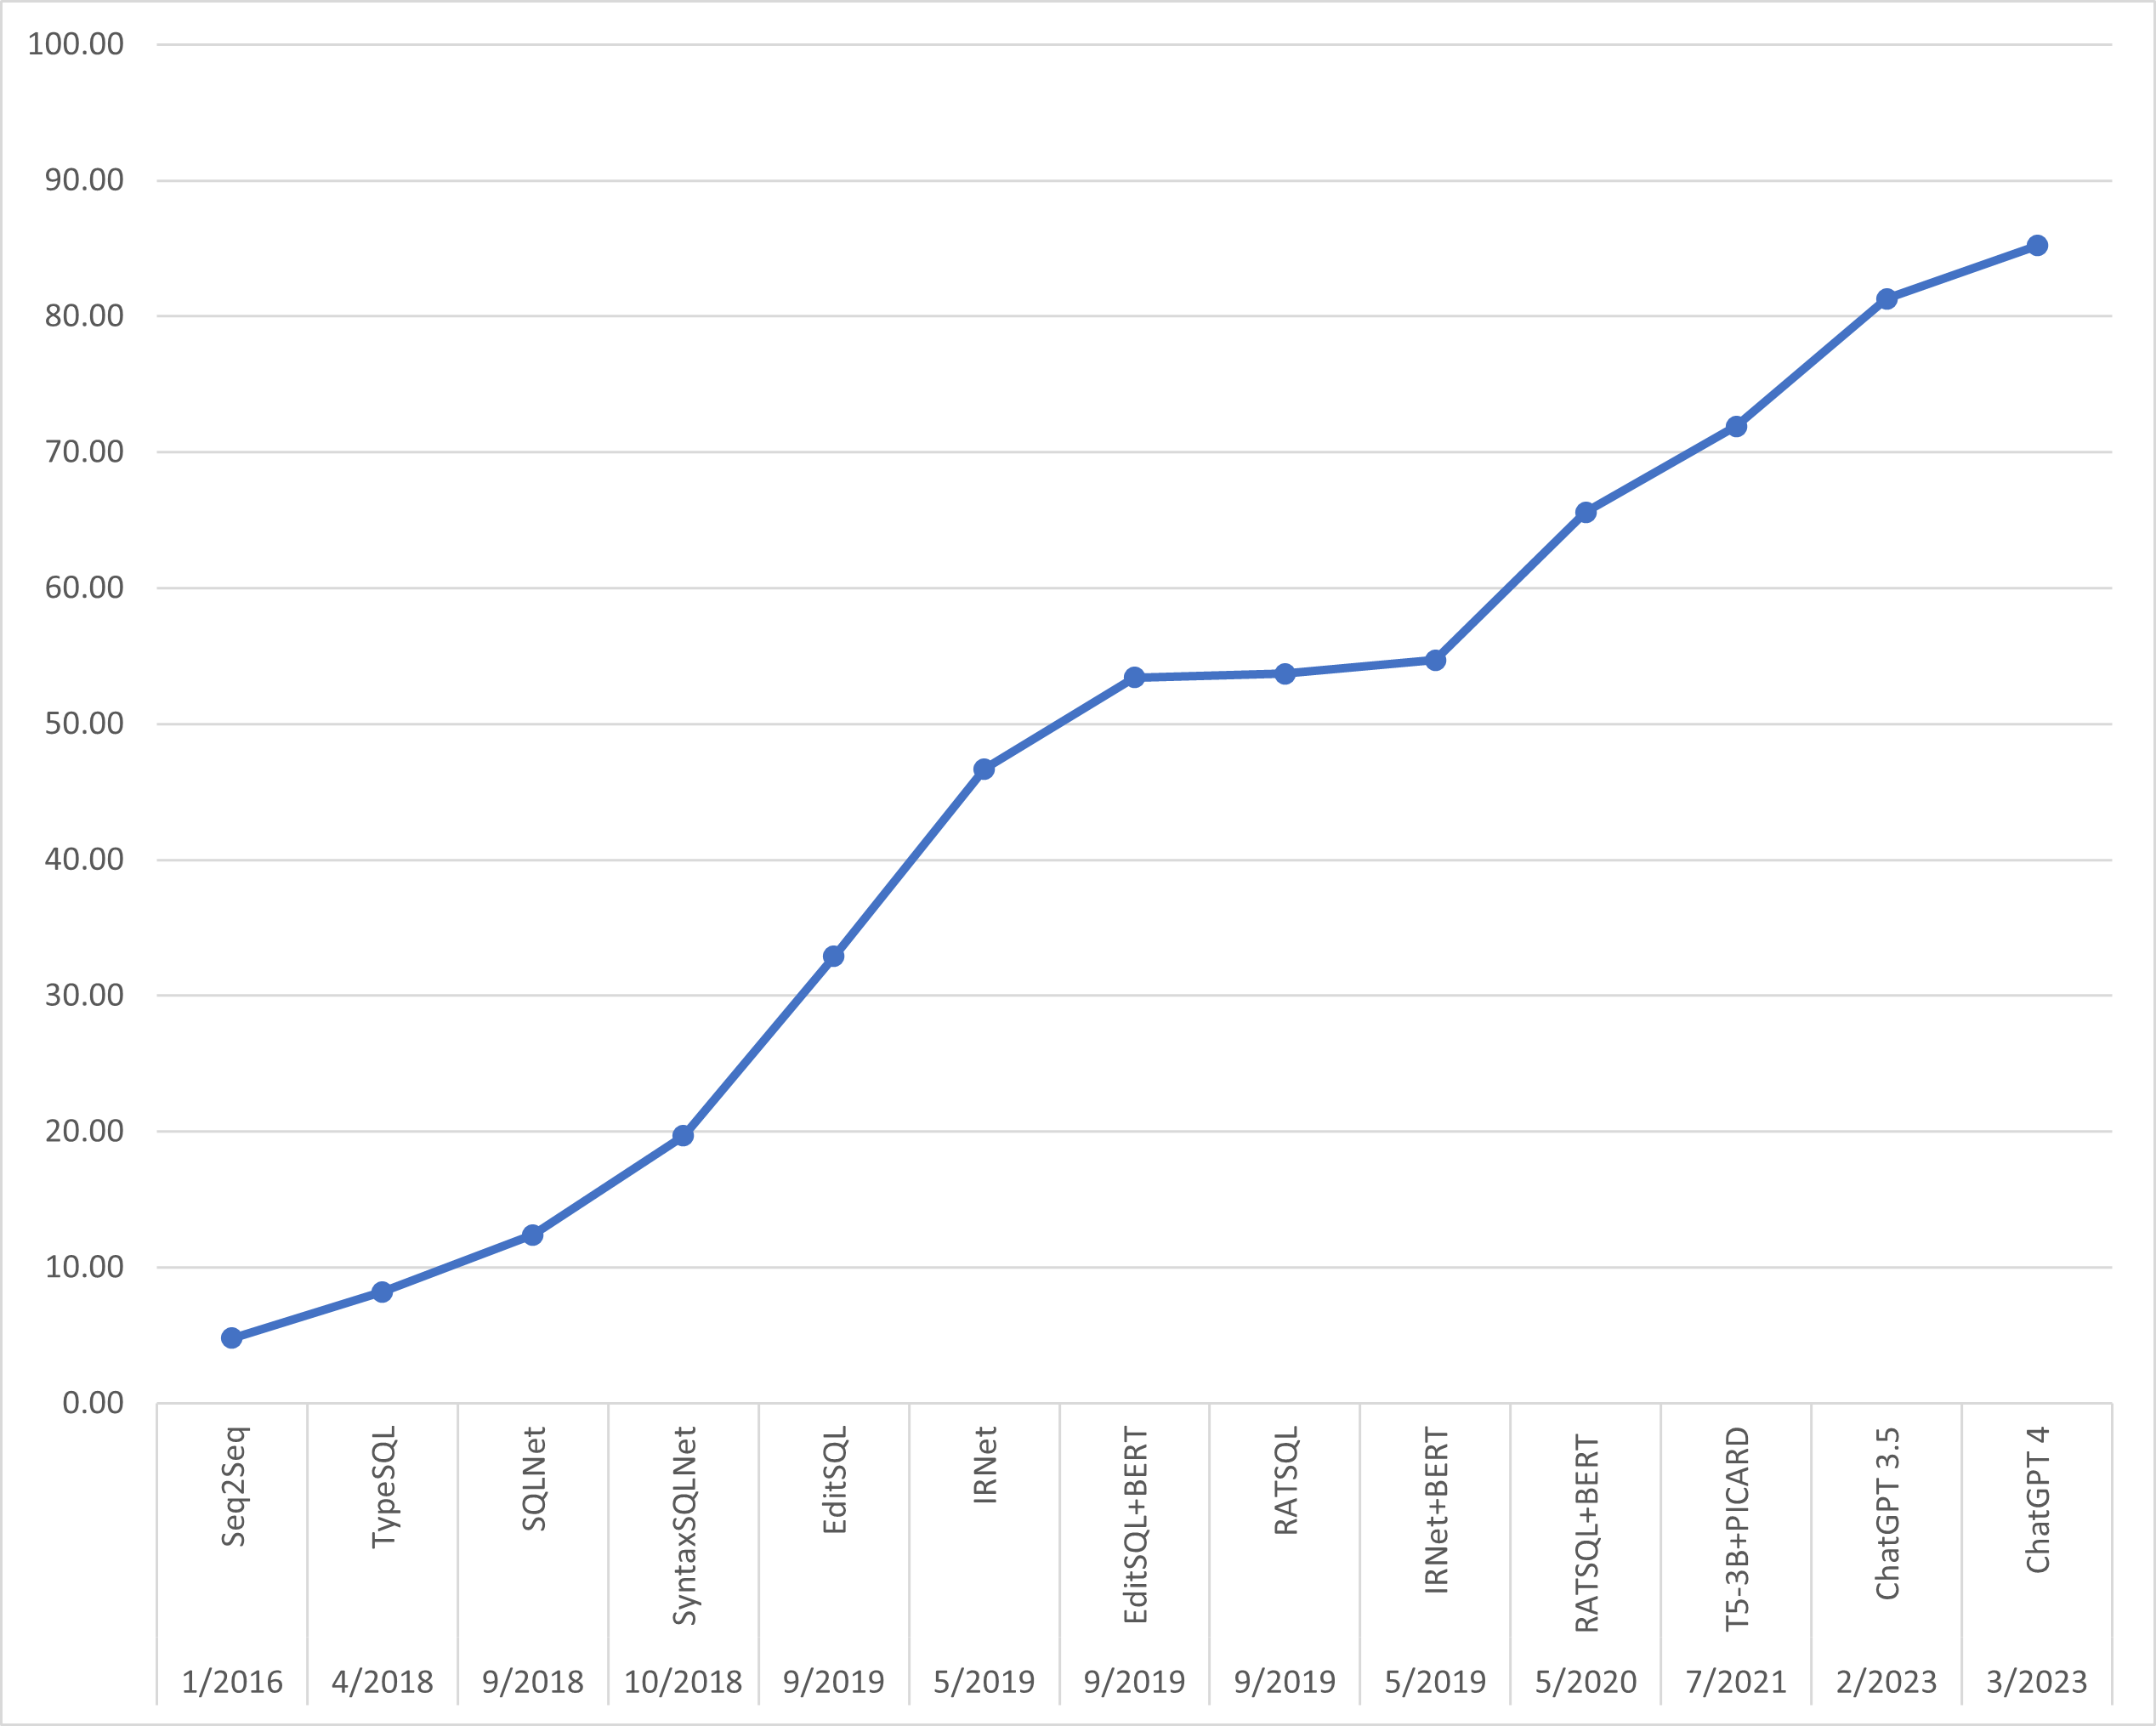 100.00
90.00
80.00
70.00
60.00
50.00
40.00
30.00
20.00
10.00
0.00
Seq2Seq
TypeSQL
SQLNet
SyntaxSQLNet
EditSQL
IRNet
EditSQL+BERT
RATSQL
IRNet+BERT
RATSQL+BERT
T5-3B+PICARD
ChatGPT 3.5
ChatGPT 4
1/2016
4/2018
9/2018
10/2018
9/2019
5/2019
9/2019
9/2019
5/2019
5/2020
7/2021
2/2023
3/2023